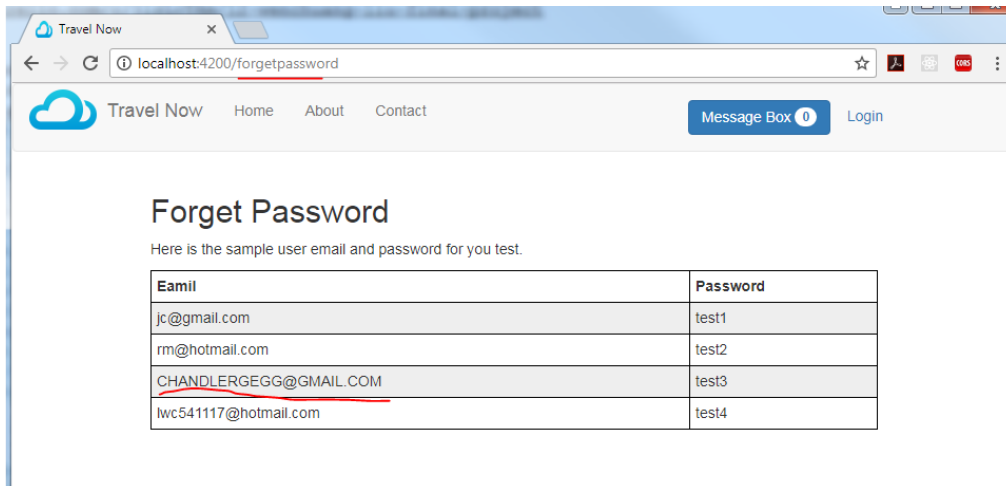 Travel Now
localhost:4200/forgetpassword
CORS
Travel Now Home About Contact Message Box 0 Login
Forget Password
Here is the sample user email and password for you test.
Eamil Password
jc@gmail.com test1
rm@hotmail.com test2
CHANDLERGEGG@GMAIL.COM test3
lwc541117@hotmail.com test4